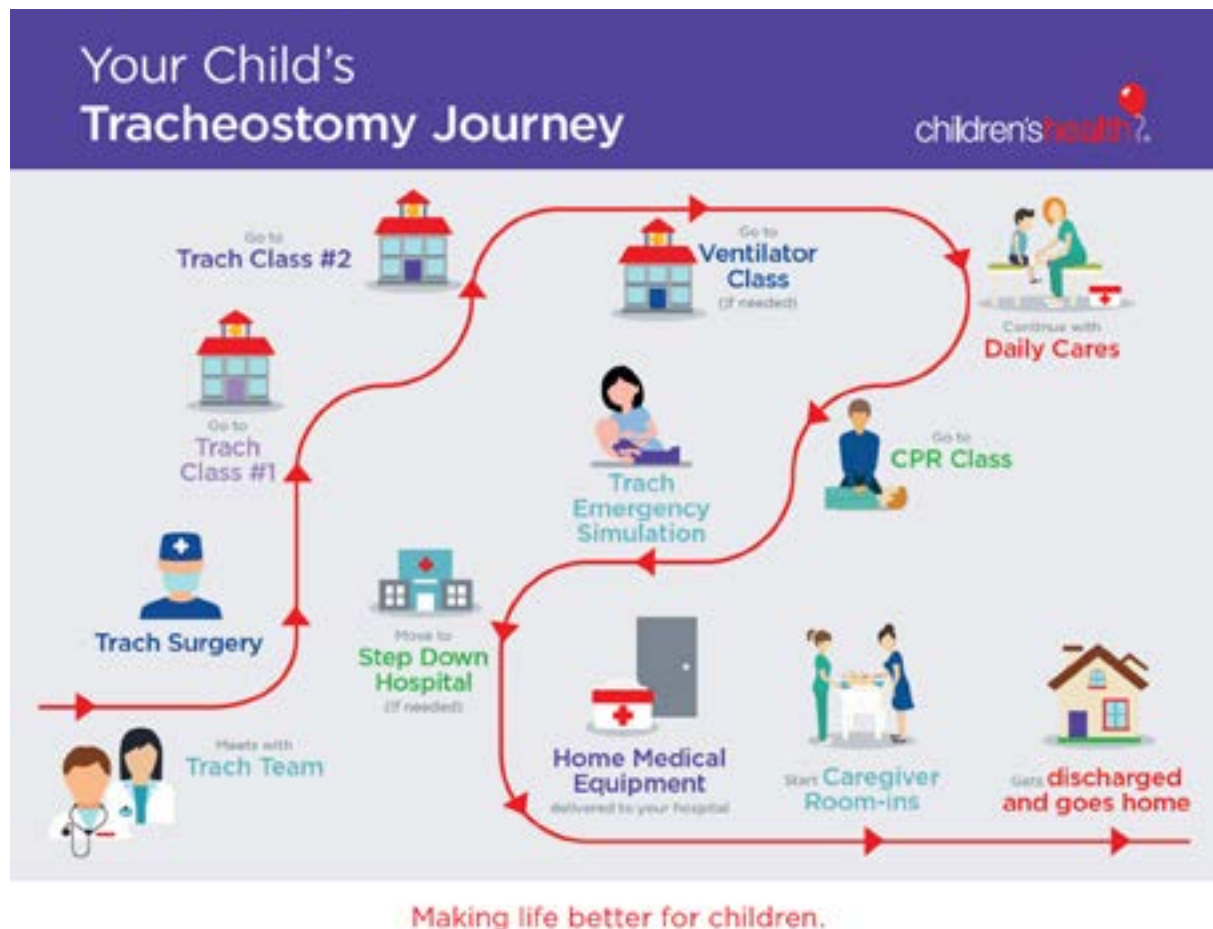 Your Child's
Tracheostomy Journey
children'shealth
Meets with
Trach Team
Trach Surgery
Go to
Trach
Class #1
Go to
Trach Class #2
Go to
Ventilator
Class
(if needed)
Continue with
Daily Cares
Go to
CPR Class
Trach
Emergency
Simulation
Move to
Step Down
Hospital
(if needed)
Home Medical
Equipment
delivered to your hospital
Start Caregiver
Room-ins
Gets discharged
and goes home
Making life better for children.